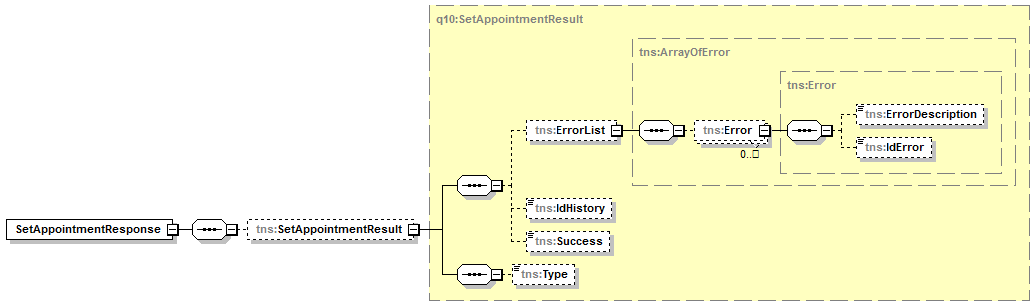 q10:SetAppointmentResult
tns:ArrayOfError
tns:Error
tns:ErrorDescription
tns:ErrorList
tns:Error
0..
tns:IdError
tns:IdHistory
SetAppointmentResponse
tns:SetAppointmentResult
tns:Success
tns:Type